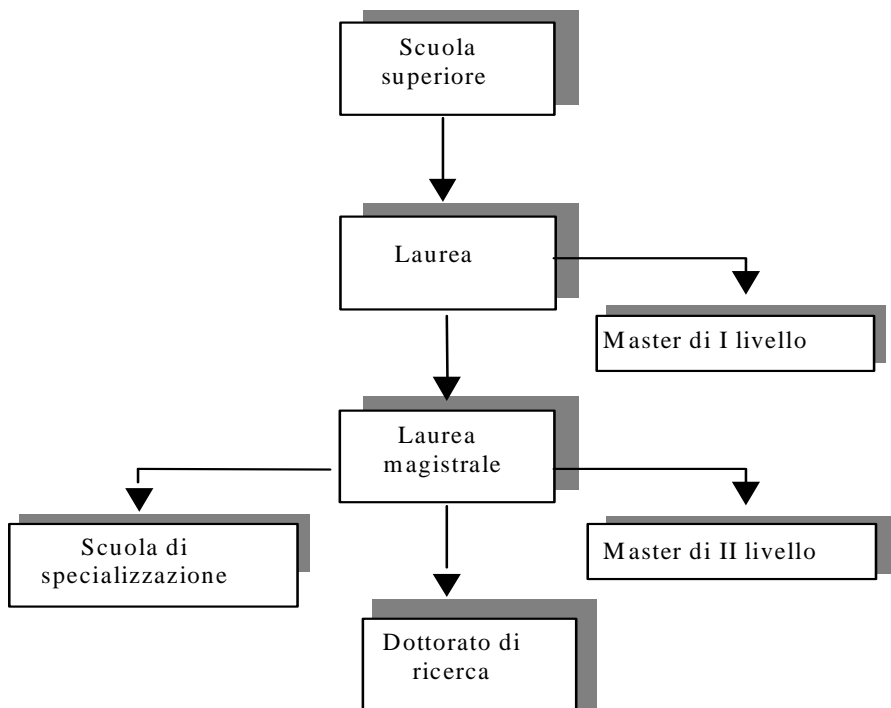 Scuola
superiore
Laurea
Master di I livello
Laurea
magistrale
Scuola di
specializzazione
Master di II livello
Dottorato di
ricerca